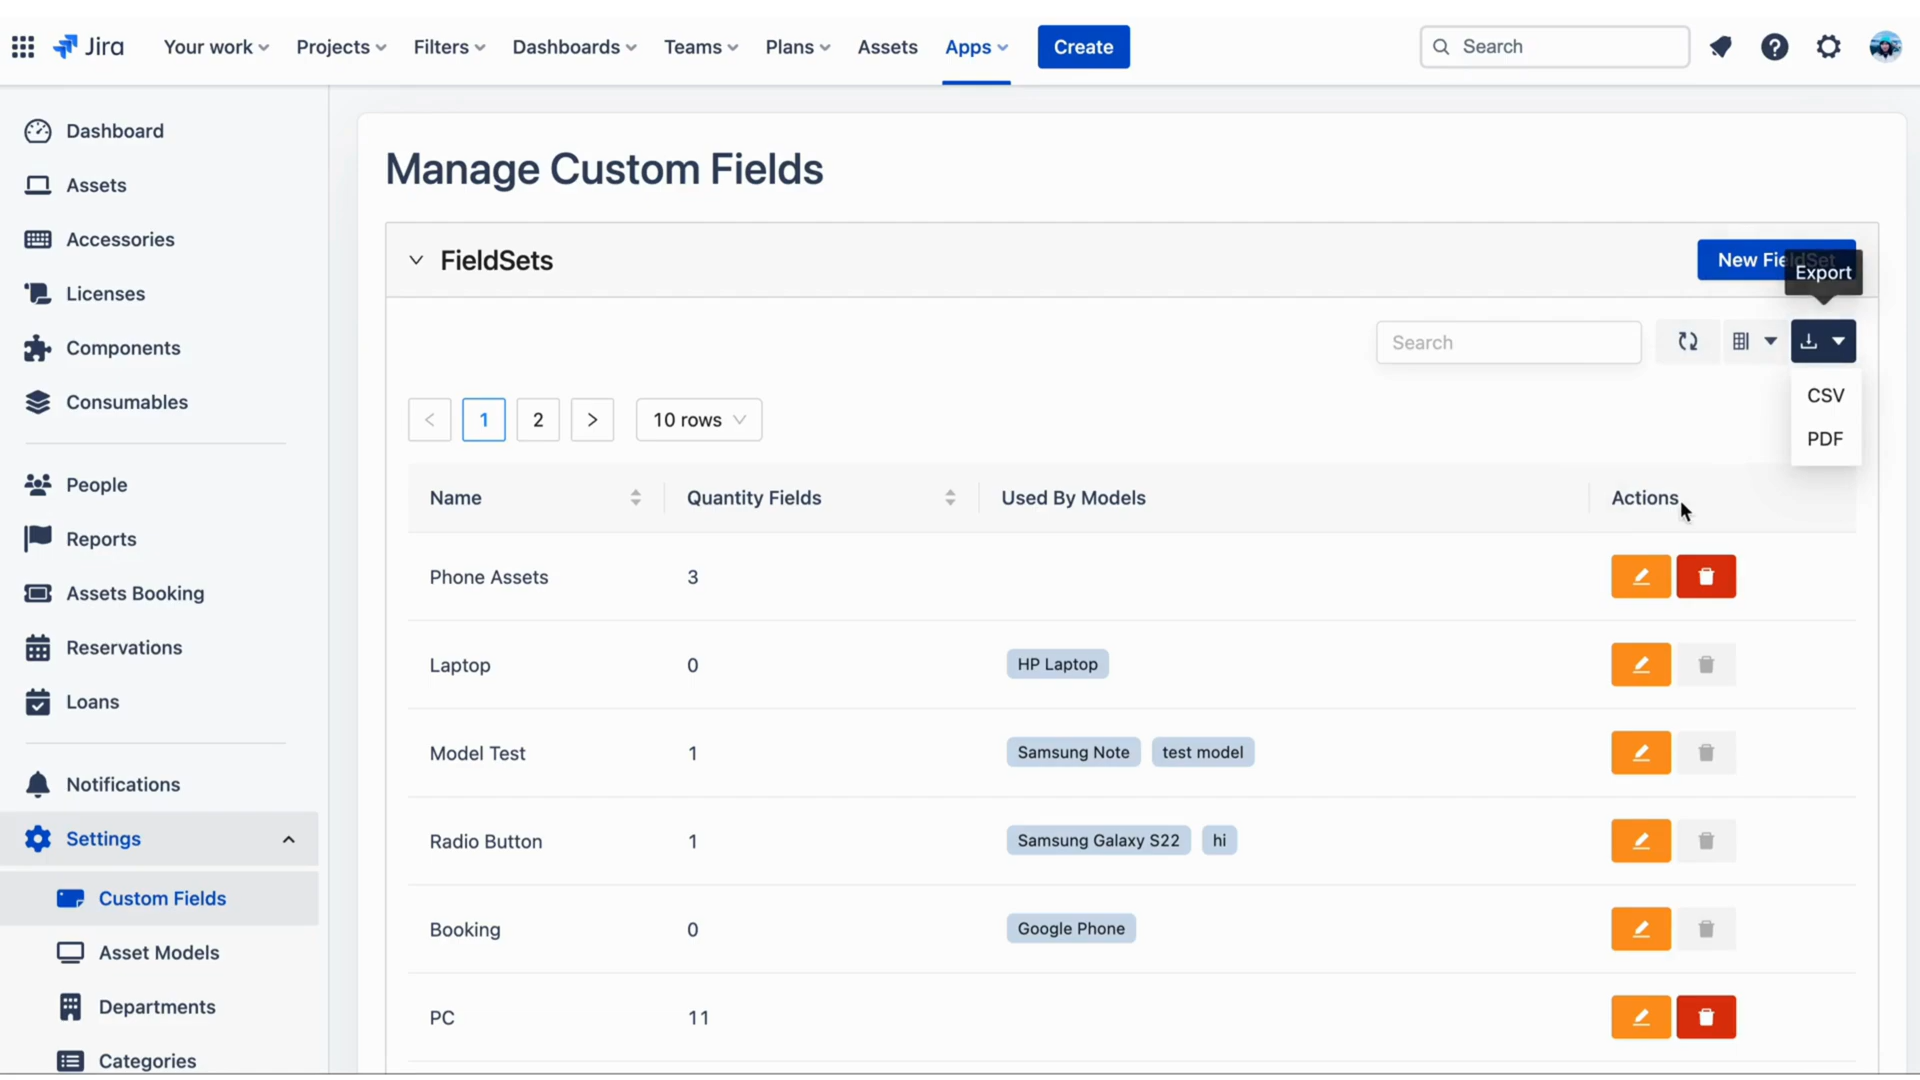 Jira
Your work
Projects
Filters
Dashboards
Teams
Plans
Assets
Apps
Create
Search
Dashboard
Assets
Accessories
Licenses
Components
Consumables
People
Reports
Assets Booking
Reservations
Loans
Notifications
Settings
Custom Fields
Asset Models
Departments
Categories
Manage Custom Fields
FieldSets
New FieldSet
Export
Search
CSV
PDF
1
2
10 rows
Name Quantity Fields Used By Models Actions
Phone Assets 3
Laptop 0 HP Laptop
Model Test 1 Samsung Note test model
Radio Button 1 Samsung Galaxy S22 hi
Booking 0 Google Phone
PC 11